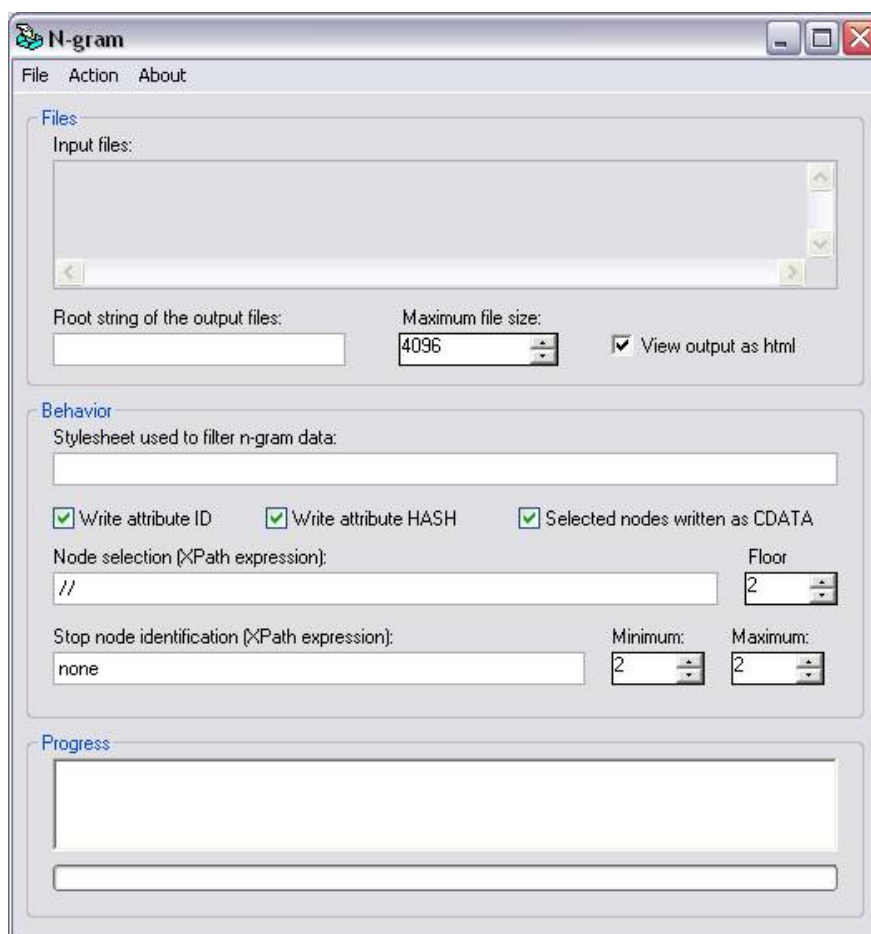 N-gram
File Action About
Files
Input files:
Root string of the output files: Maximum file size:
4096 View output as html
Behavior
Stylesheet used to filter n-gram data:
Write attribute ID Write attribute HASH Selected nodes written as CDATA
Node selection (XPath expression): Floor
// 2
Stop node identification (XPath expression): Minimum: Maximum:
none 2 2
Progress